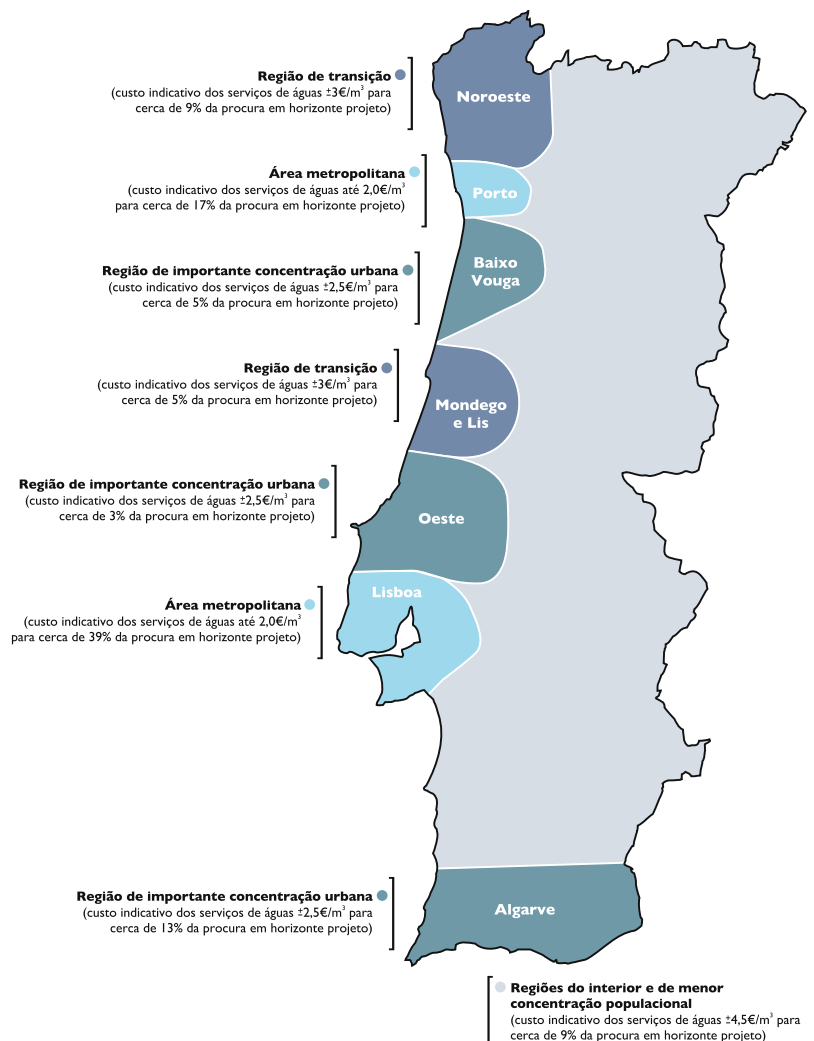 Região de transição
(custo indicativo dos serviços de águas ±3€/m³ para
cerca de 9% da procura em horizonte projeto)
Noroeste
Área metropolitana
(custo indicativo dos serviços de águas até 2,0€/m³
para cerca de 17% da procura em horizonte projeto)
Porto
Região de importante concentração urbana
(custo indicativo dos serviços de águas ±2,5€/m³ para
cerca de 5% da procura em horizonte projeto)
Baixo
Vouga
Região de transição
(custo indicativo dos serviços de águas ±3€/m³ para
cerca de 5% da procura em horizonte projeto)
Mondego
e Lis
Região de importante concentração urbana
(custo indicativo dos serviços de águas ±2,5€/m³ para
cerca de 3% da procura em horizonte projeto)
Oeste
Área metropolitana
(custo indicativo dos serviços de águas até 2,0€/m³
para cerca de 39% da procura em horizonte projeto)
Lisboa
Região de importante concentração urbana
(custo indicativo dos serviços de águas ±2,5€/m³ para
cerca de 13% da procura em horizonte projeto)
Algarve
Regiões do interior e de menor
concentração populacional
(custo indicativo dos serviços de águas ±4,5€/m³ para
cerca de 9% da procura em horizonte projeto)